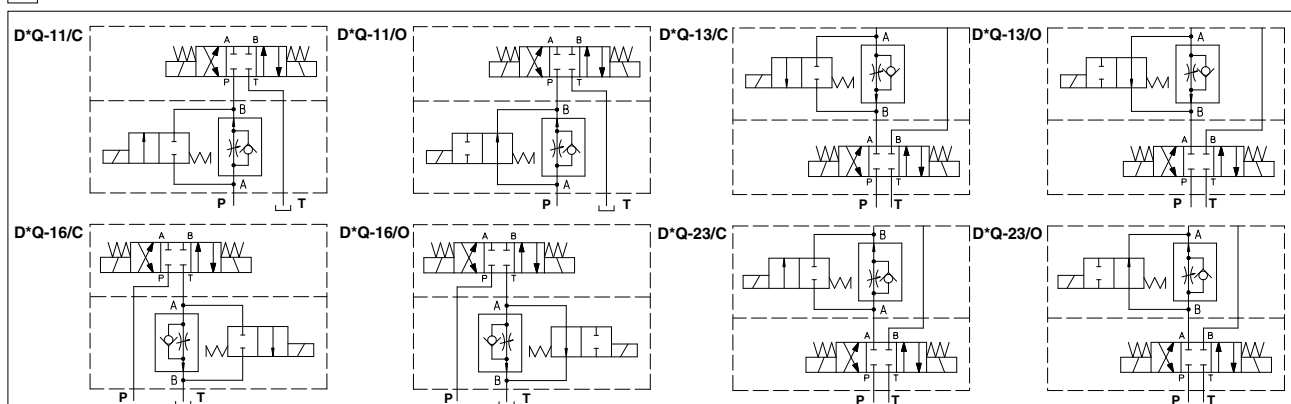 D*Q-11/C
A B
P T
B
A
P T
D*Q-11/O
A B
P T
B
A
P T
D*Q-13/C
A
B
A B
P T
P T
D*Q-13/O
A
B
A B
P T
P T
D*Q-16/C
A B
P T
A
B
P T
D*Q-16/O
A B
P T
A
B
P T
D*Q-23/C
B
A
A B
P T
P T
D*Q-23/O
A
B
A B
P T
P T